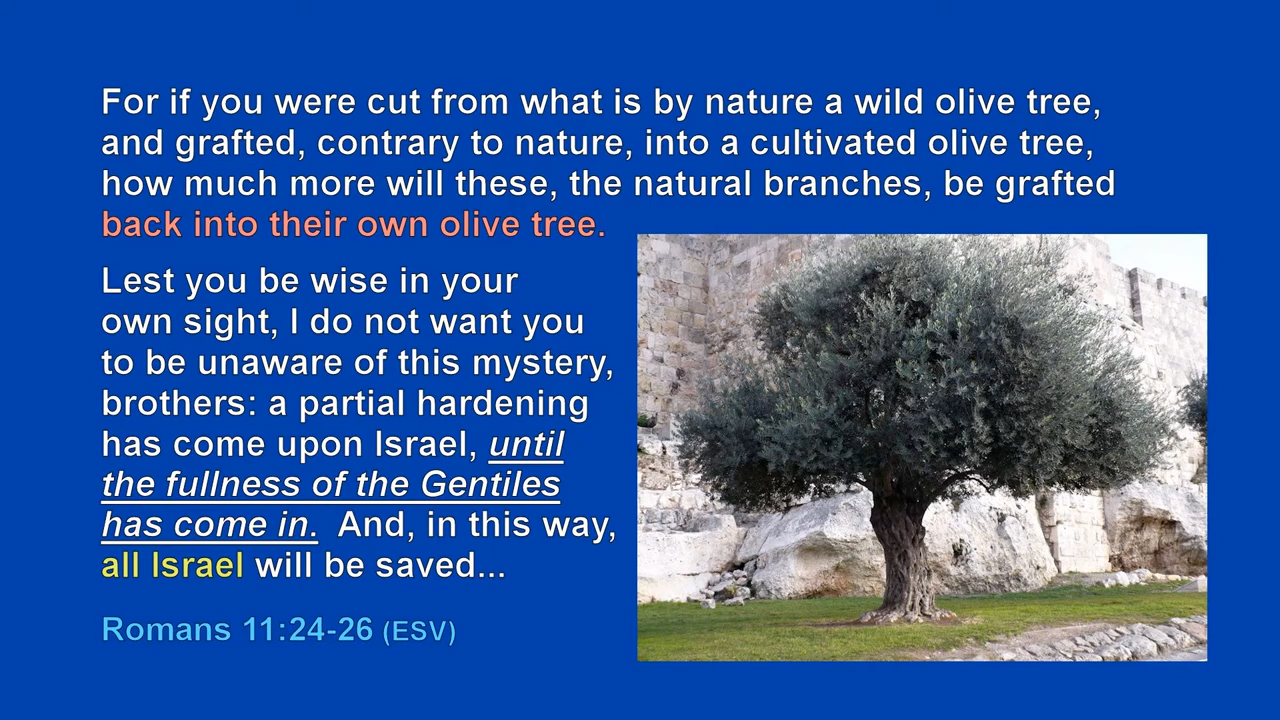 For if you were cut from what is by nature a wild olive tree,
and grafted, contrary to nature, into a cultivated olive tree,
how much more will these, the natural branches, be grafted
back into their own olive tree.
Lest you be wise in your
own sight, I do not want you
to be unaware of this mystery,
brothers: a partial hardening
has come upon Israel, until
the fullness of the Gentiles
has come in. And, in this way,
all Israel will be saved...
Romans 11:24-26 (ESV)